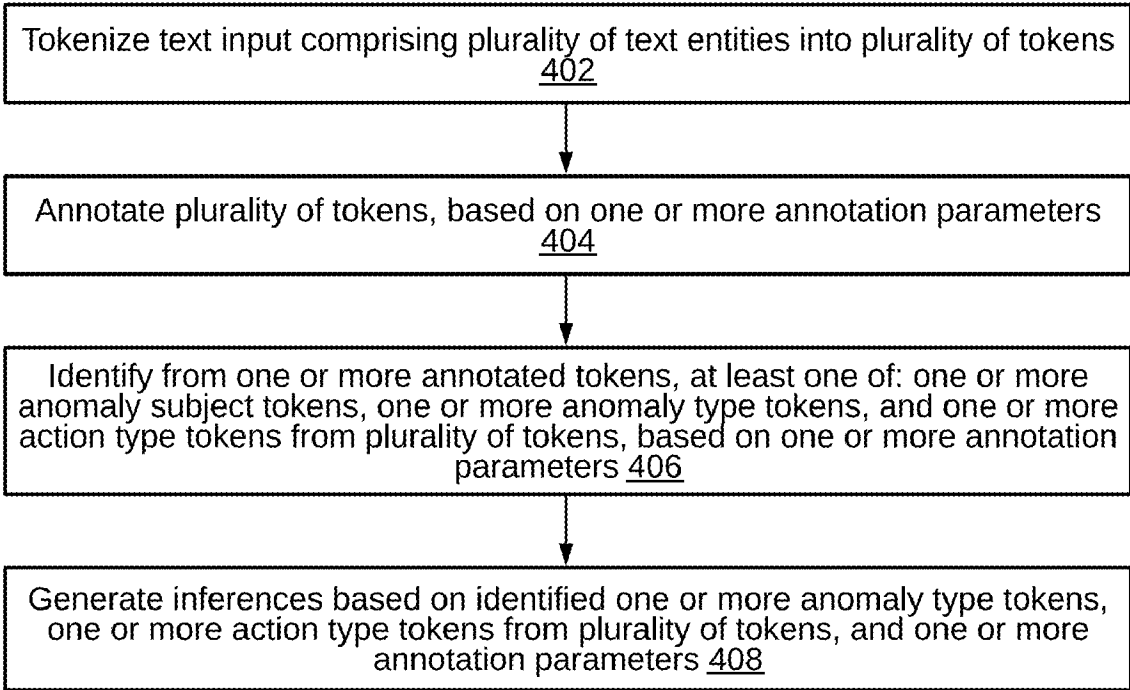 Tokenize text input comprising plurality of text entities into plurality of tokens
402
Annotate plurality of tokens, based on one or more annotation parameters
404
Identify from one or more annotated tokens, at least one of: one or more
anomaly subject tokens, one or more anomaly type tokens, and one or more
action type tokens from plurality of tokens, based on one or more annotation
parameters 406
Generate inferences based on identified one or more anomaly type tokens,
one or more action type tokens from plurality of tokens, and one or more
annotation parameters 408